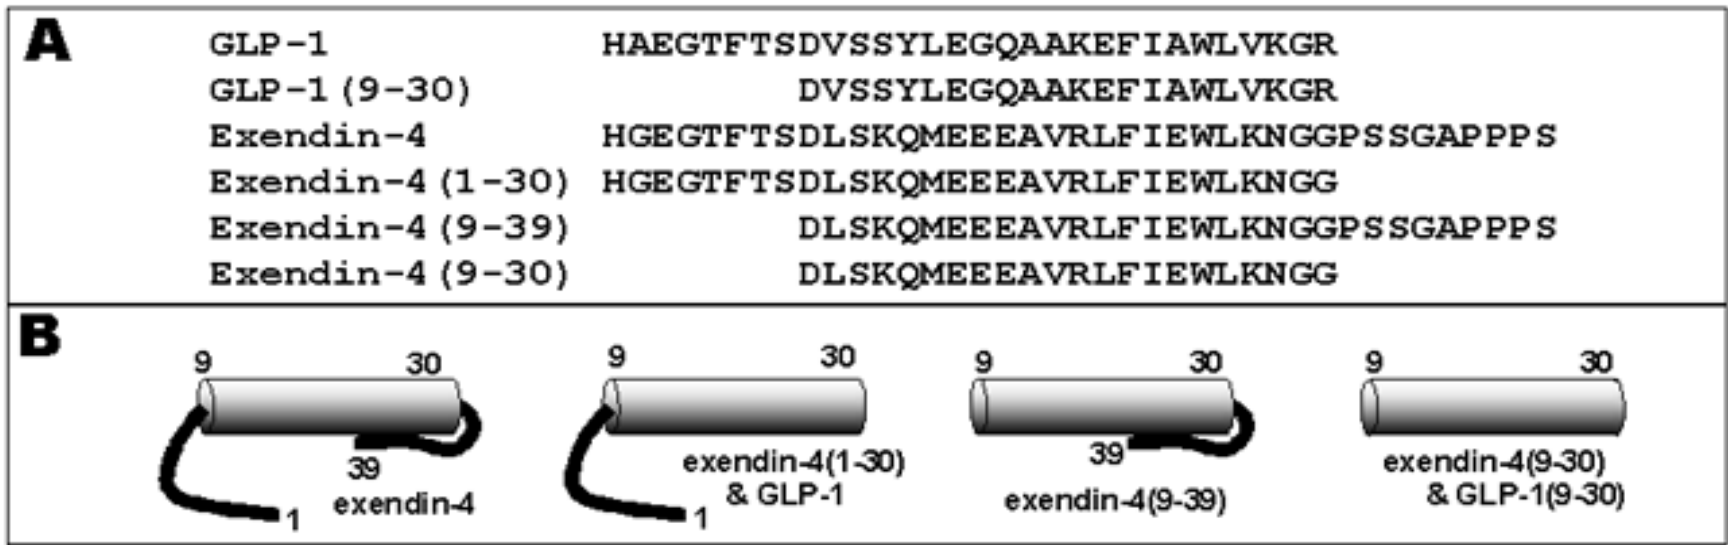 A
GLP-1 HAEGTFTSDVSSYLEGQAAKEFIAWLVKGR
GLP-1(9-30) DVSSYLEGQAAKEFIAWLVKGR
Exendin-4 HGEGTFTSDLSKQMEEEAVRLFIEWLKNGGPSSGAPPPS
Exendin-4(1-30) HGEGTFTSDLSKQMEEEAVRLFIEWLKNGG
Exendin-4(9-39) DLSKQMEEEAVRLFIEWLKNGGPSSGAPPPS
Exendin-4(9-30) DLSKQMEEEAVRLFIEWLKNGG
B
9 30
39
1
exendin-4
9 30
1
exendin-4(1-30)
& GLP-1
9 30
39
exendin-4(9-39)
9 30
exendin-4(9-30)
& GLP-1(9-30)